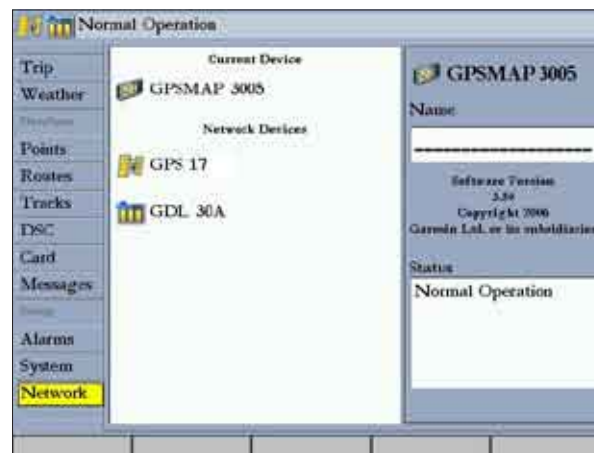 Normal Operation
Trip
Weather
Points
Routes
Tracks
DSC
Card
Messages
Alarms
System
Network
Current Device
GPSMAP 3005
Network Devices
GPS 17
GDL 30A
GPSMAP 3005
Name
--------------------
Software Version
Copyright 2006
Garmin Ltd. or its subsidiaries
Status
Normal Operation